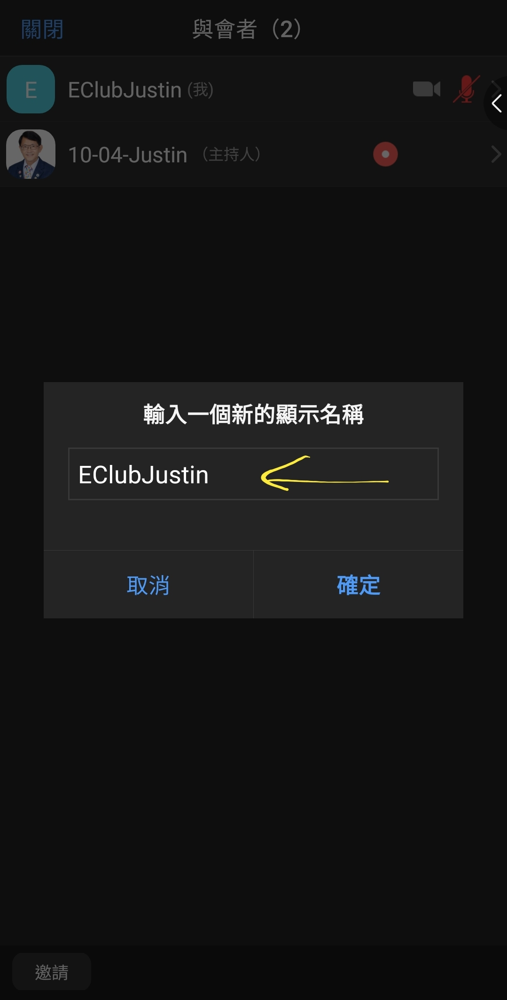 關閉
與會者（2）
E
EClubJustin (我)
10-04-Justin （主持人）
輸入一個新的顯示名稱
EClubJustin
取消
確定
邀請